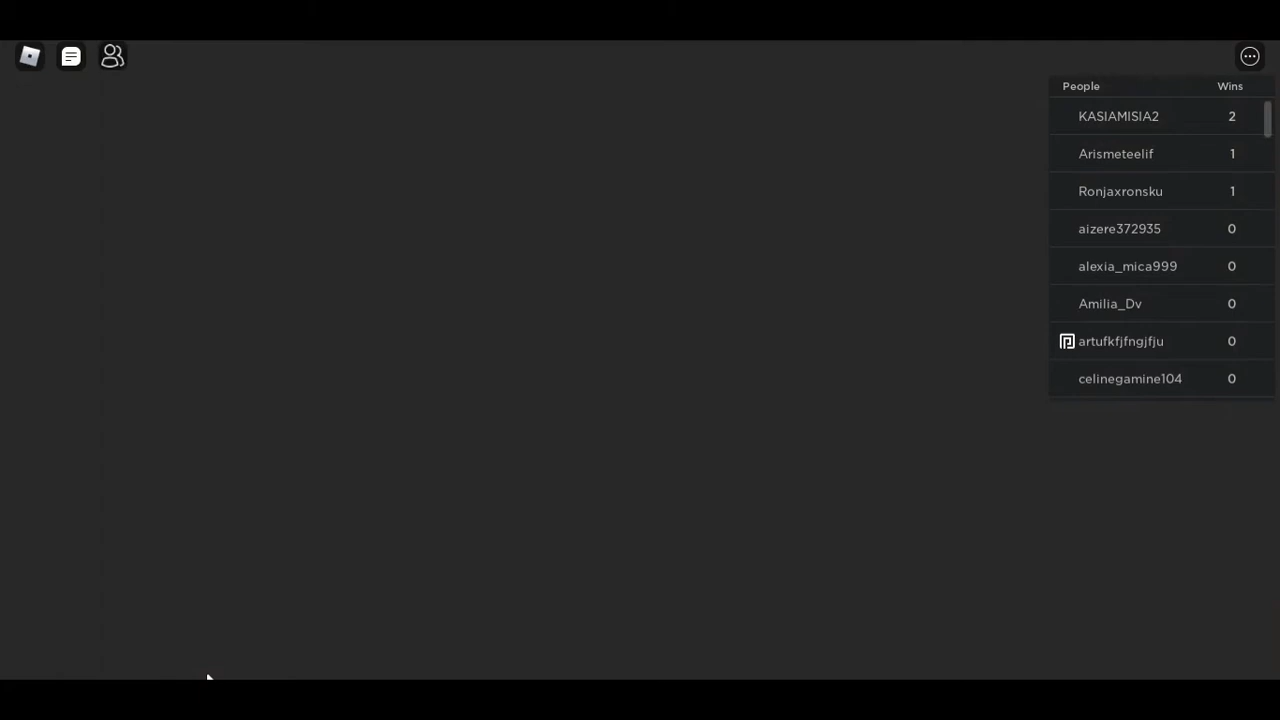 People Wins
KASIAMISIA2 2
Arismeteelif 1
Ronjaxronsku 1
aizere372935 0
alexia_mica999 0
Amilia_Dv 0
artufkfjfngjfju 0
celinegamine104 0